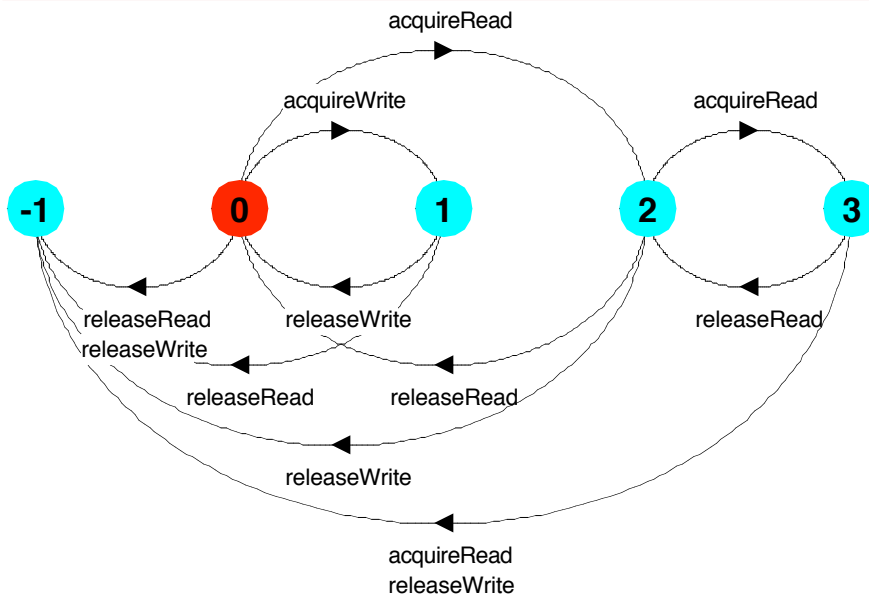 acquireRead
acquireWrite
acquireRead
-1
0
1
2
3
releaseRead
releaseWrite
releaseWrite
releaseRead
releaseRead
releaseRead
releaseWrite
acquireRead
releaseWrite